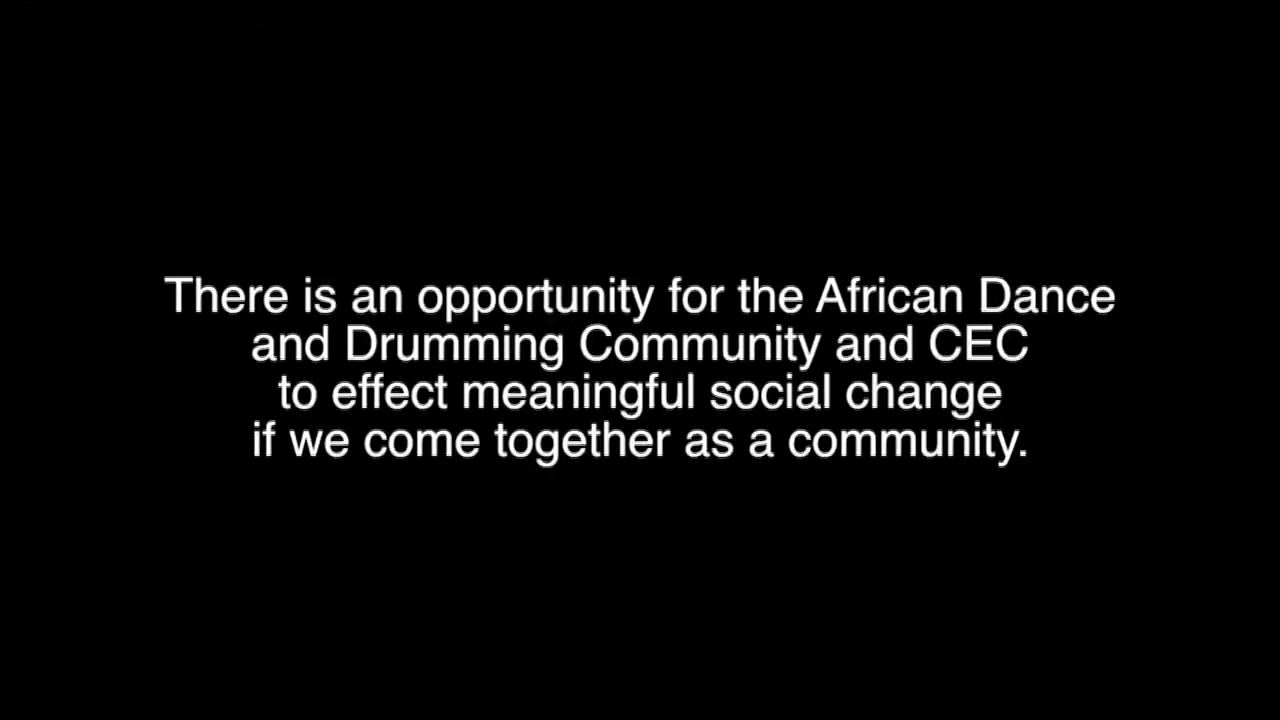 There is an opportunity for the African Dance
and Drumming Community and CEC
to effect meaningful social change
if we come together as a community.